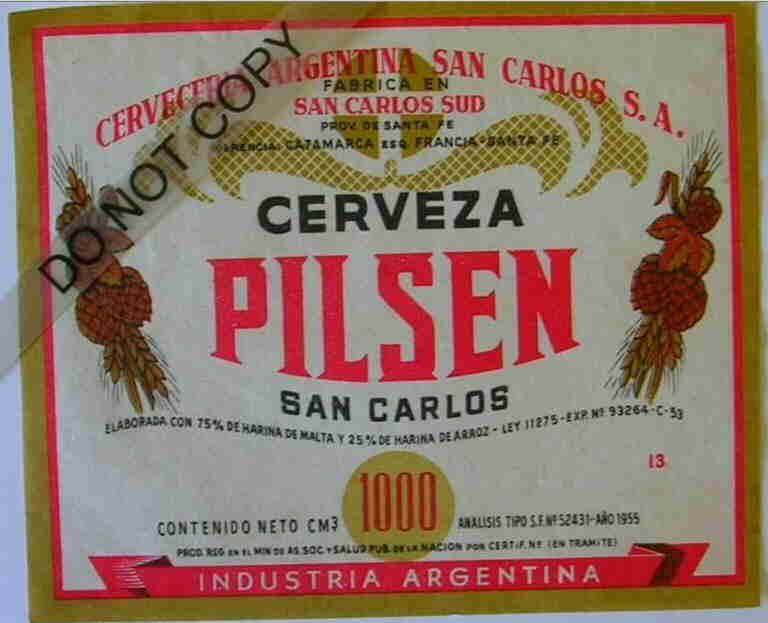 CERVECERIA ARGENTINA SAN CARLOS S. A.
FABRICA EN
SAN CARLOS SUD
PROV. DE SANTA FE
GERENCIA: CATAMARCA ESQ. FRANCIA-SANTA FE
DO NOT COPY
CERVEZA
PILSEN
SAN CARLOS
ELABORADA CON 75% DE HARINA DE MALTA Y 25% DE HARINA DE ARROZ - LEY 11275 - EXP. Nº 93264-C-53
13.
CONTENIDO NETO CM3 1000 ANALISIS TIPO S.F. Nº 52431-AÑO 1955
PROD. REG EN EL MIN DE AS. SOC. Y SALUD PUB. DE LA NACION POR CERTIF. Nº (EN TRAMITE)
INDUSTRIA ARGENTINA